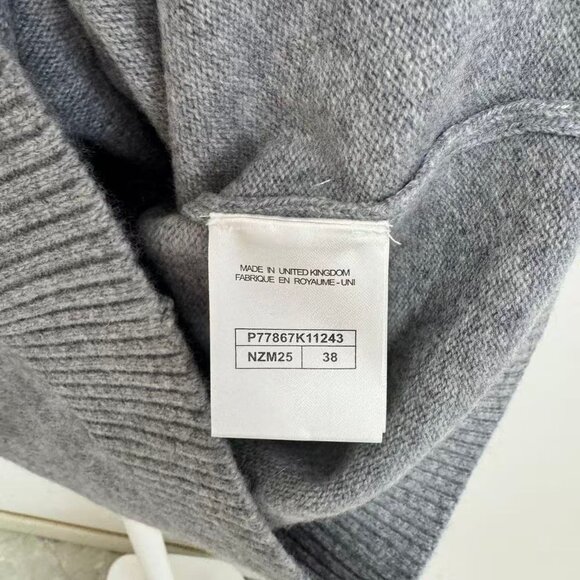 MADE IN UNITED KINGDOM
FABRIQUE EN ROYAUME-UNI
P77867K11243
NZM25 38